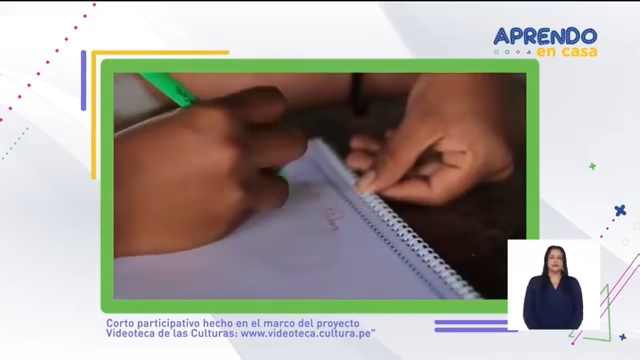 APRENDO
en casa
Corto participativo hecho en el marco del proyecto
Videoteca de las Culturas: www.videoteca.cultura.pe"